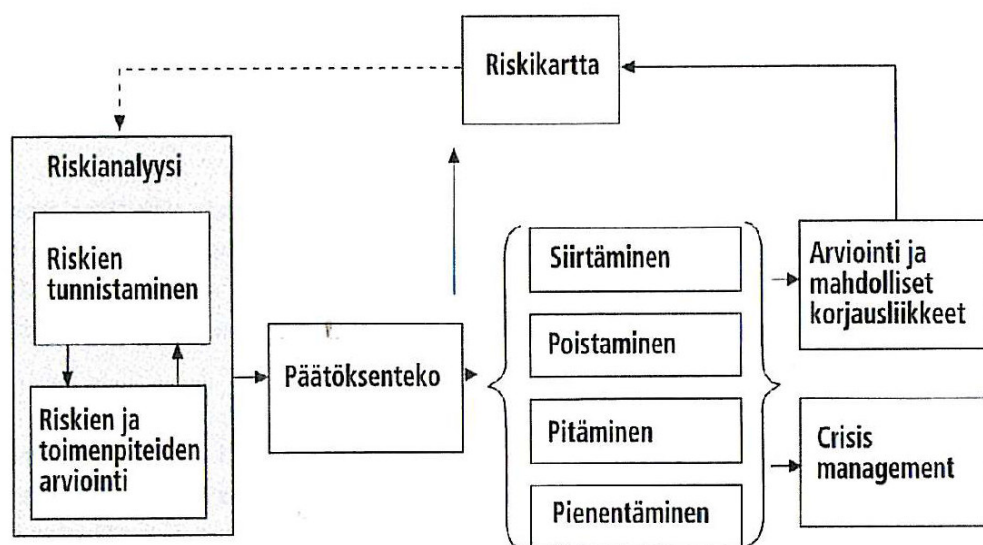 Riskikartta
Riskianalyysi
Riskien
tunnistaminen
Riskien ja
toimenpiteiden
arviointi
Päätöksenteko
Siirtäminen
Poistaminen
Pitäminen
Pienentäminen
Arviointi ja
mahdolliset
korjausliikkeet
Crisis
management